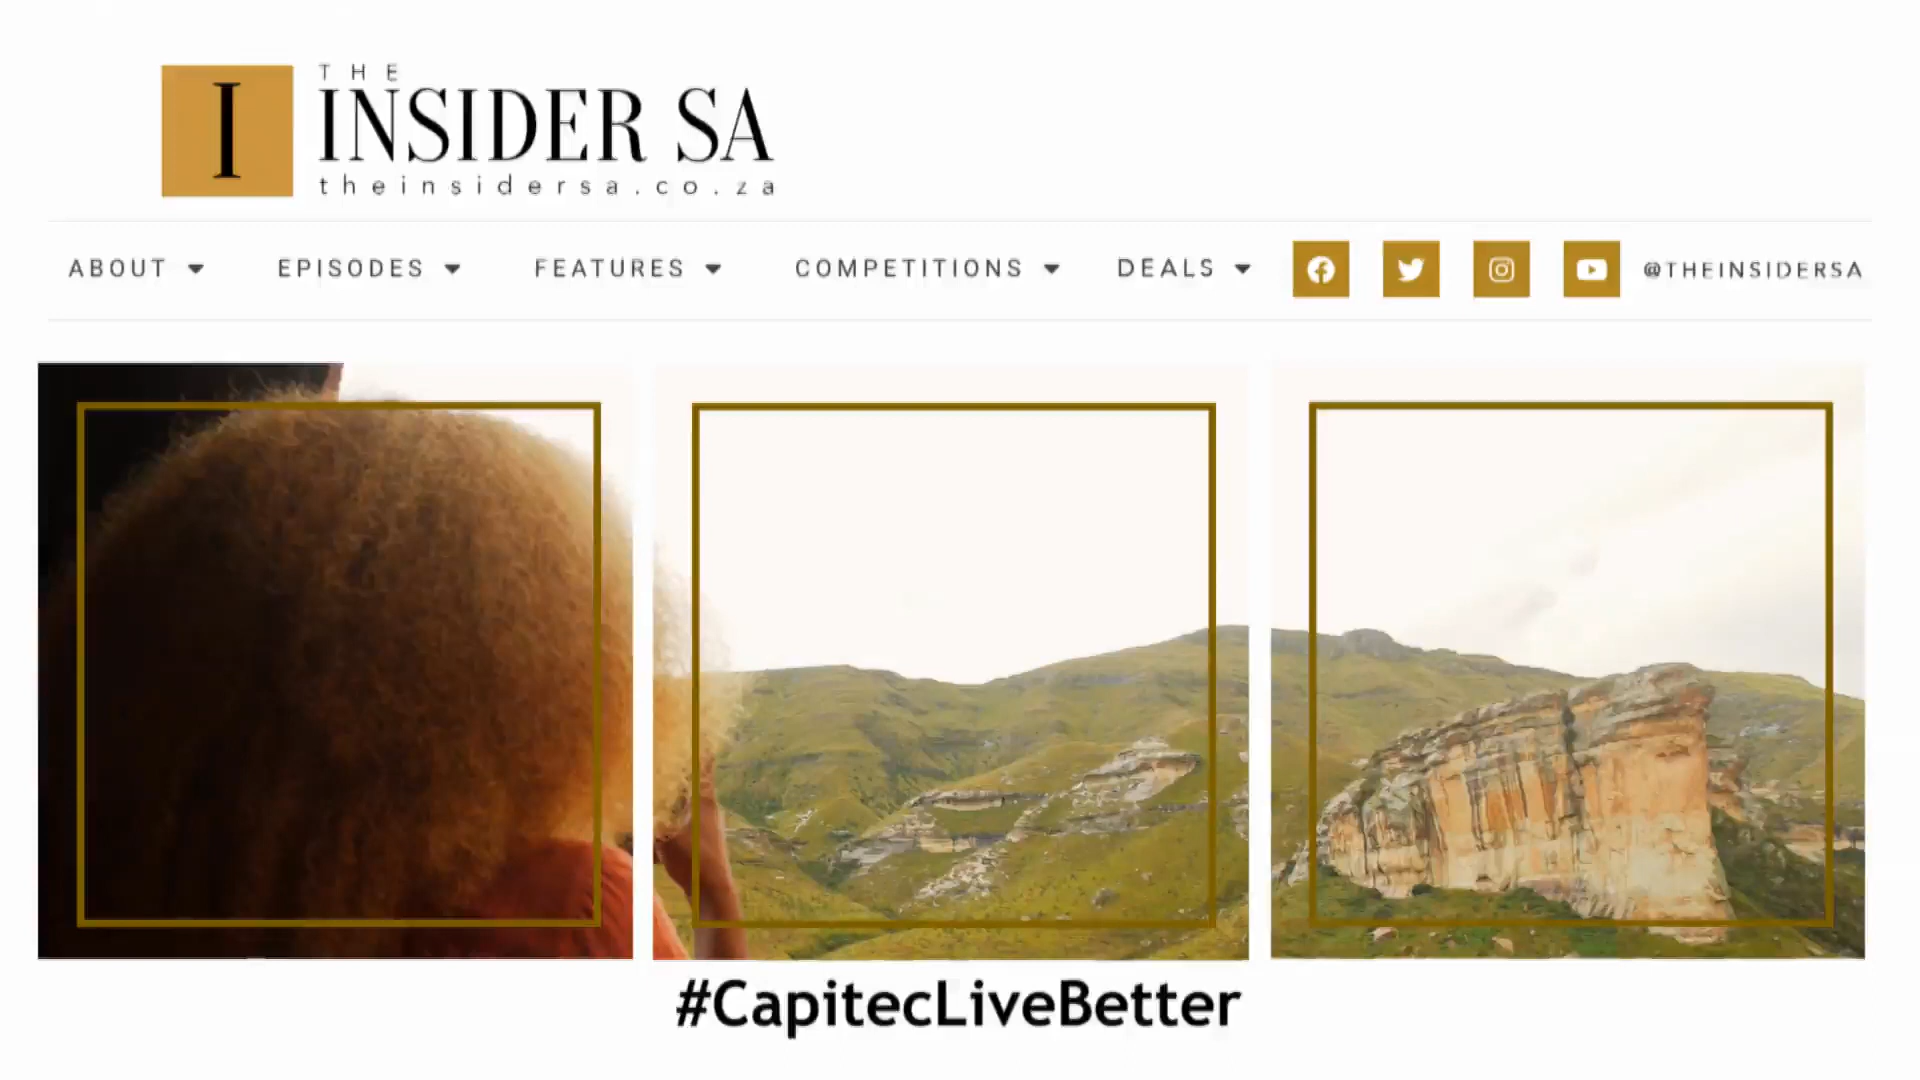 I
THE
INSIDER SA
theinsidersa.co.za
ABOUT EPISODES FEATURES COMPETITIONS DEALS @THEINSIDERSA
#CapitecLiveBetter